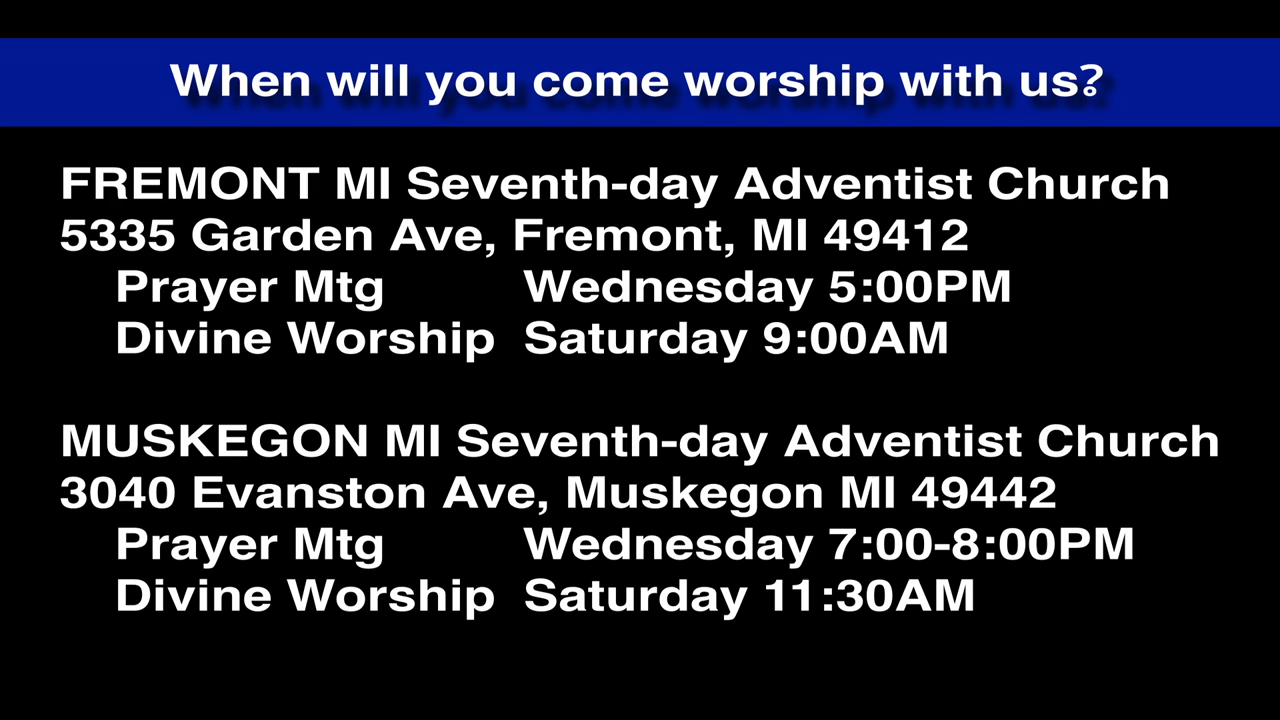 When will you come worship with us?
FREMONT MI Seventh-day Adventist Church
5335 Garden Ave, Fremont, MI 49412
Prayer Mtg Wednesday 5:00PM
Divine Worship Saturday 9:00AM
MUSKEGON MI Seventh-day Adventist Church
3040 Evanston Ave, Muskegon MI 49442
Prayer Mtg Wednesday 7:00-8:00PM
Divine Worship Saturday 11:30AM